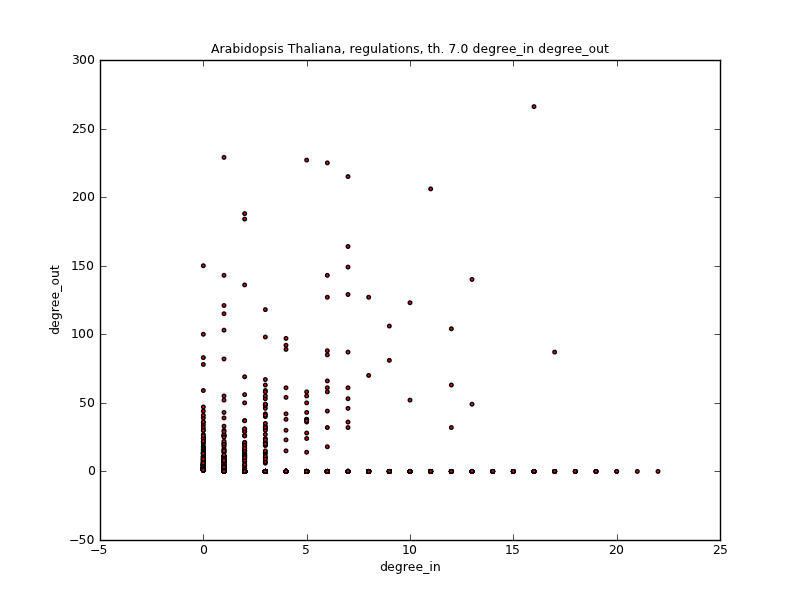 Arabidopsis Thaliana, regulations, th. 7.0 degree_in degree_out
300
250
200
150
100
50
0
−50
degree_out
−5 0 5 10 15 20 25
degree_in